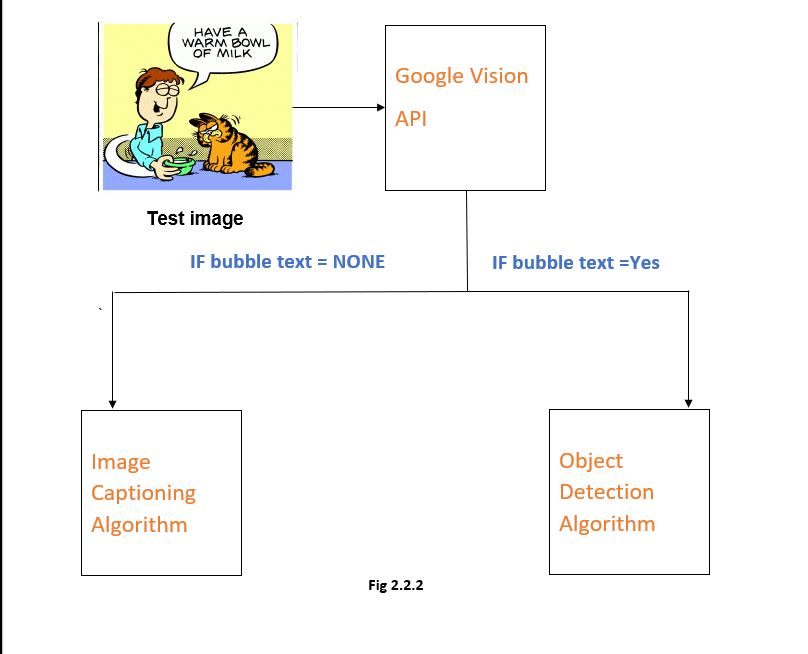 HAVE A
WARM BOWL
OF MILK
Google Vision
API
Test image
IF bubble text = NONE
IF bubble text =Yes
`
Image
Captioning
Algorithm
Object
Detection
Algorithm
Fig 2.2.2